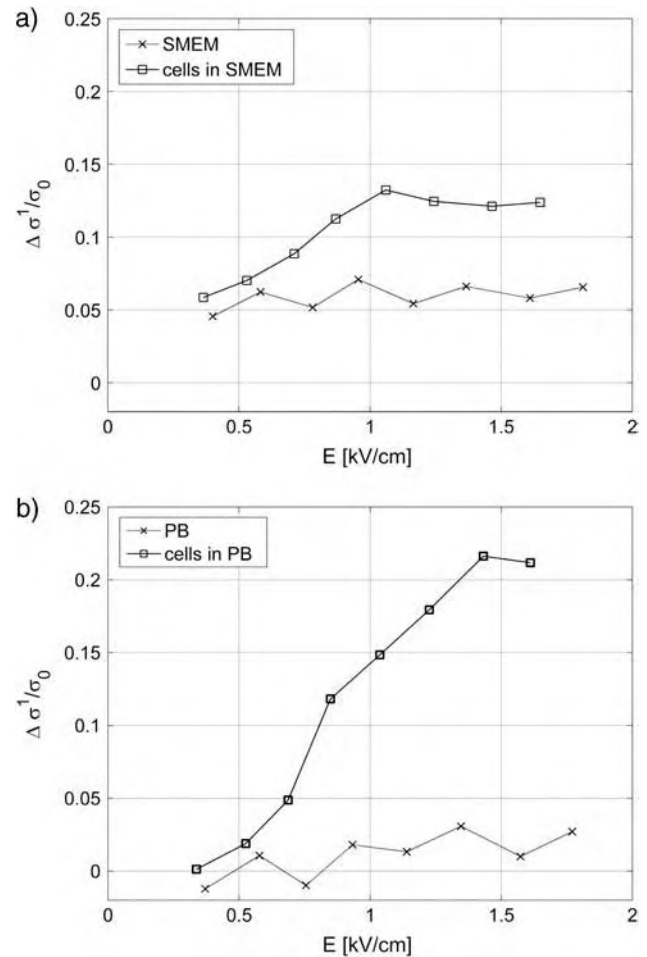 a)
0.25
SMEM
cells in SMEM
0.2
0.15
Δ σ¹/σ₀
0.1
0.05
0
0 0.5 1 1.5 2
E [kV/cm]
b)
0.25
PB
cells in PB
0.2
0.15
Δ σ¹/σ₀
0.1
0.05
0
0 0.5 1 1.5 2
E [kV/cm]